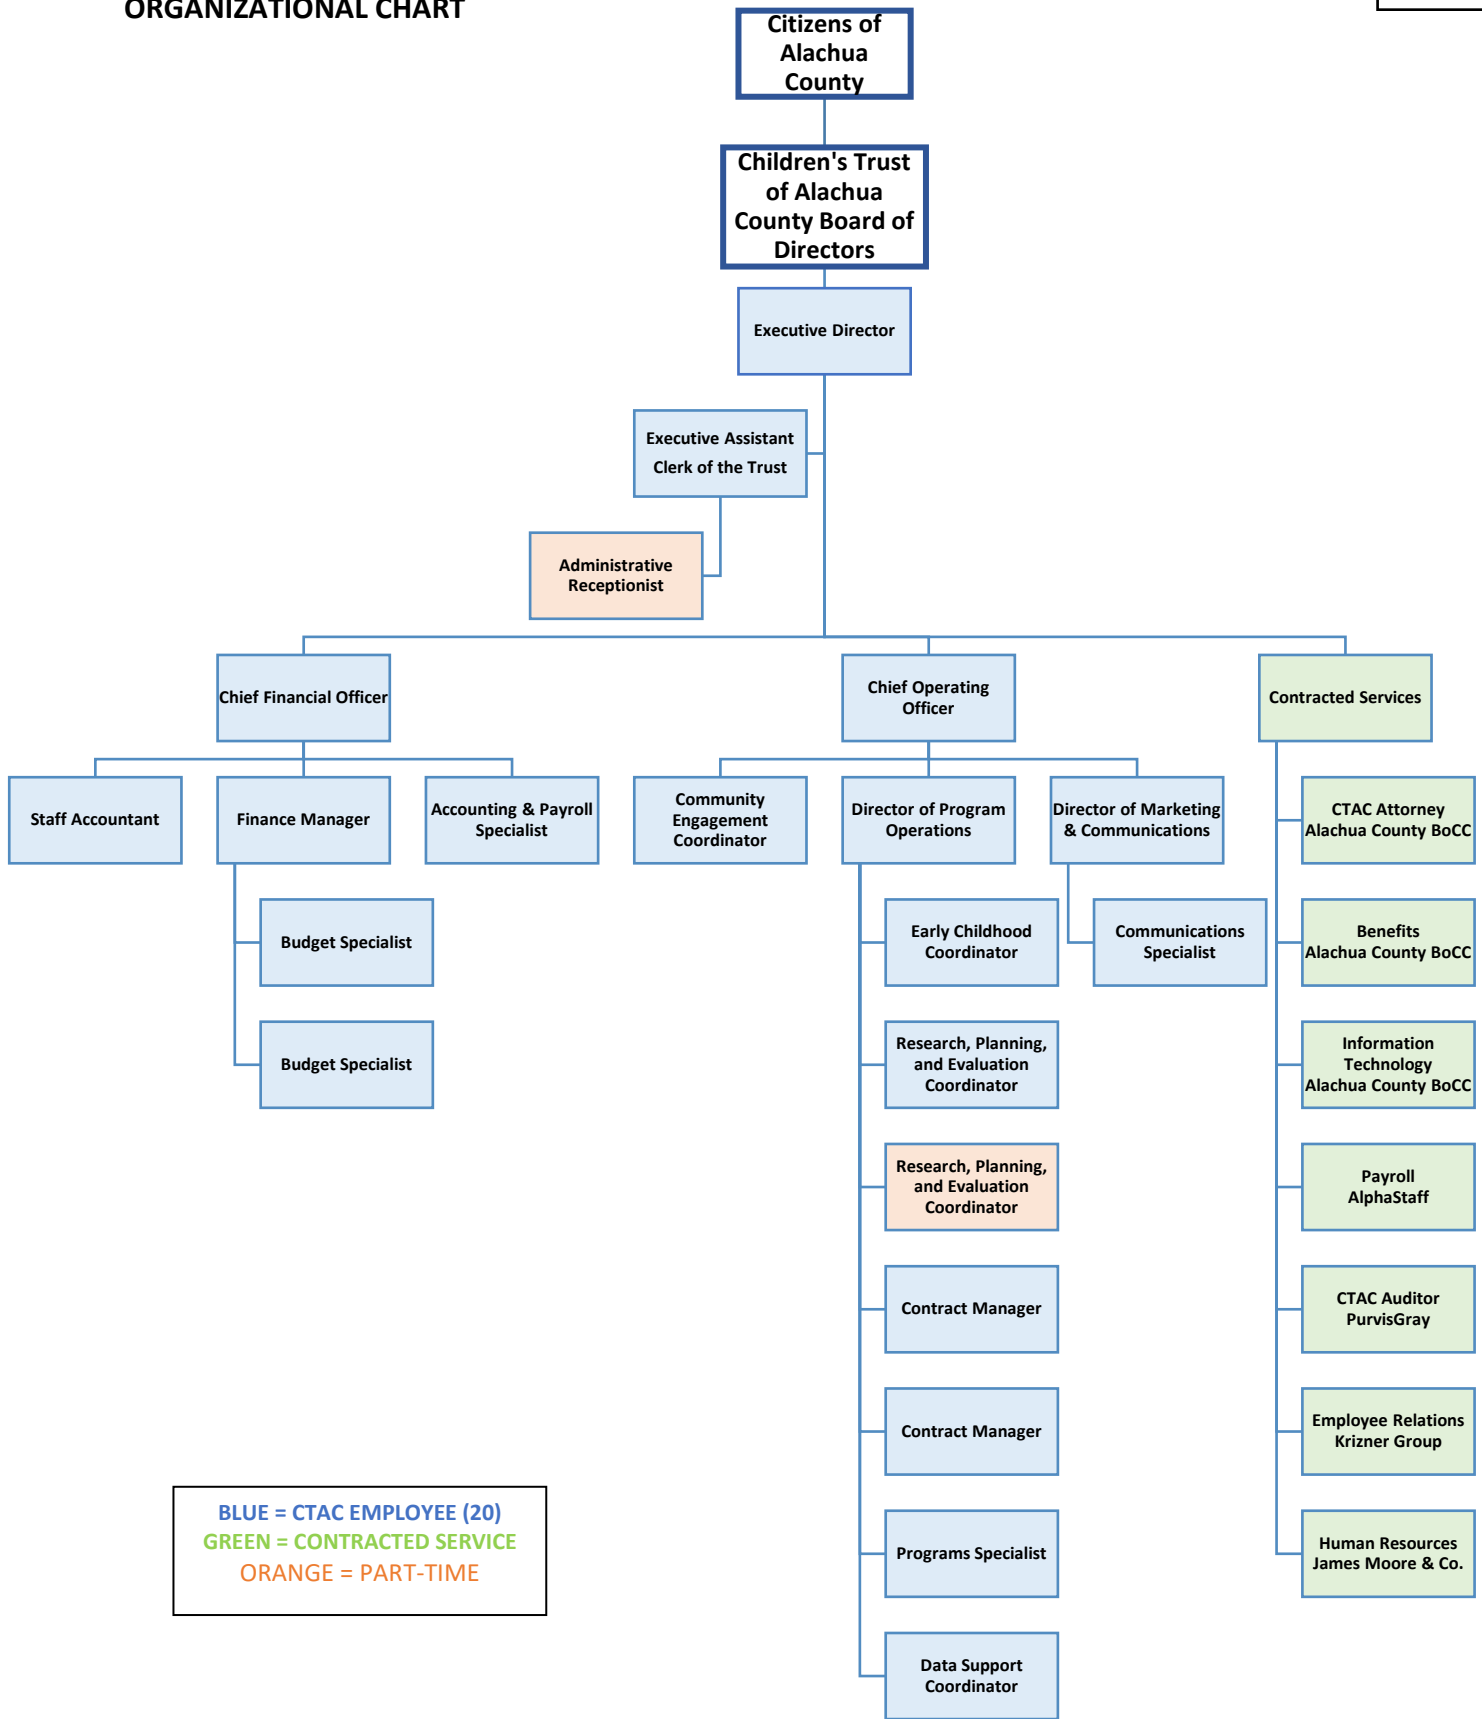 ORGANIZATIONAL CHART
Citizens of
Alachua
County
Children's Trust
of Alachua
County Board of
Directors
Executive Director
Executive Assistant
Clerk of the Trust
Administrative
Receptionist
Chief Financial Officer
Chief Operating
Officer
Contracted Services
Staff Accountant
Finance Manager
Accounting & Payroll
Specialist
Community
Engagement
Coordinator
Director of Program
Operations
Director of Marketing
& Communications
CTAC Attorney
Alachua County BoCC
Budget Specialist
Early Childhood
Coordinator
Communications
Specialist
Benefits
Alachua County BoCC
Budget Specialist
Research, Planning,
and Evaluation
Coordinator
Information
Technology
Alachua County BoCC
Research, Planning,
and Evaluation
Coordinator
Payroll
AlphaStaff
Contract Manager
CTAC Auditor
PurvisGray
Contract Manager
Employee Relations
Krizner Group
Programs Specialist
Human Resources
James Moore & Co.
Data Support
Coordinator
BLUE = CTAC EMPLOYEE (20)
GREEN = CONTRACTED SERVICE
ORANGE = PART-TIME